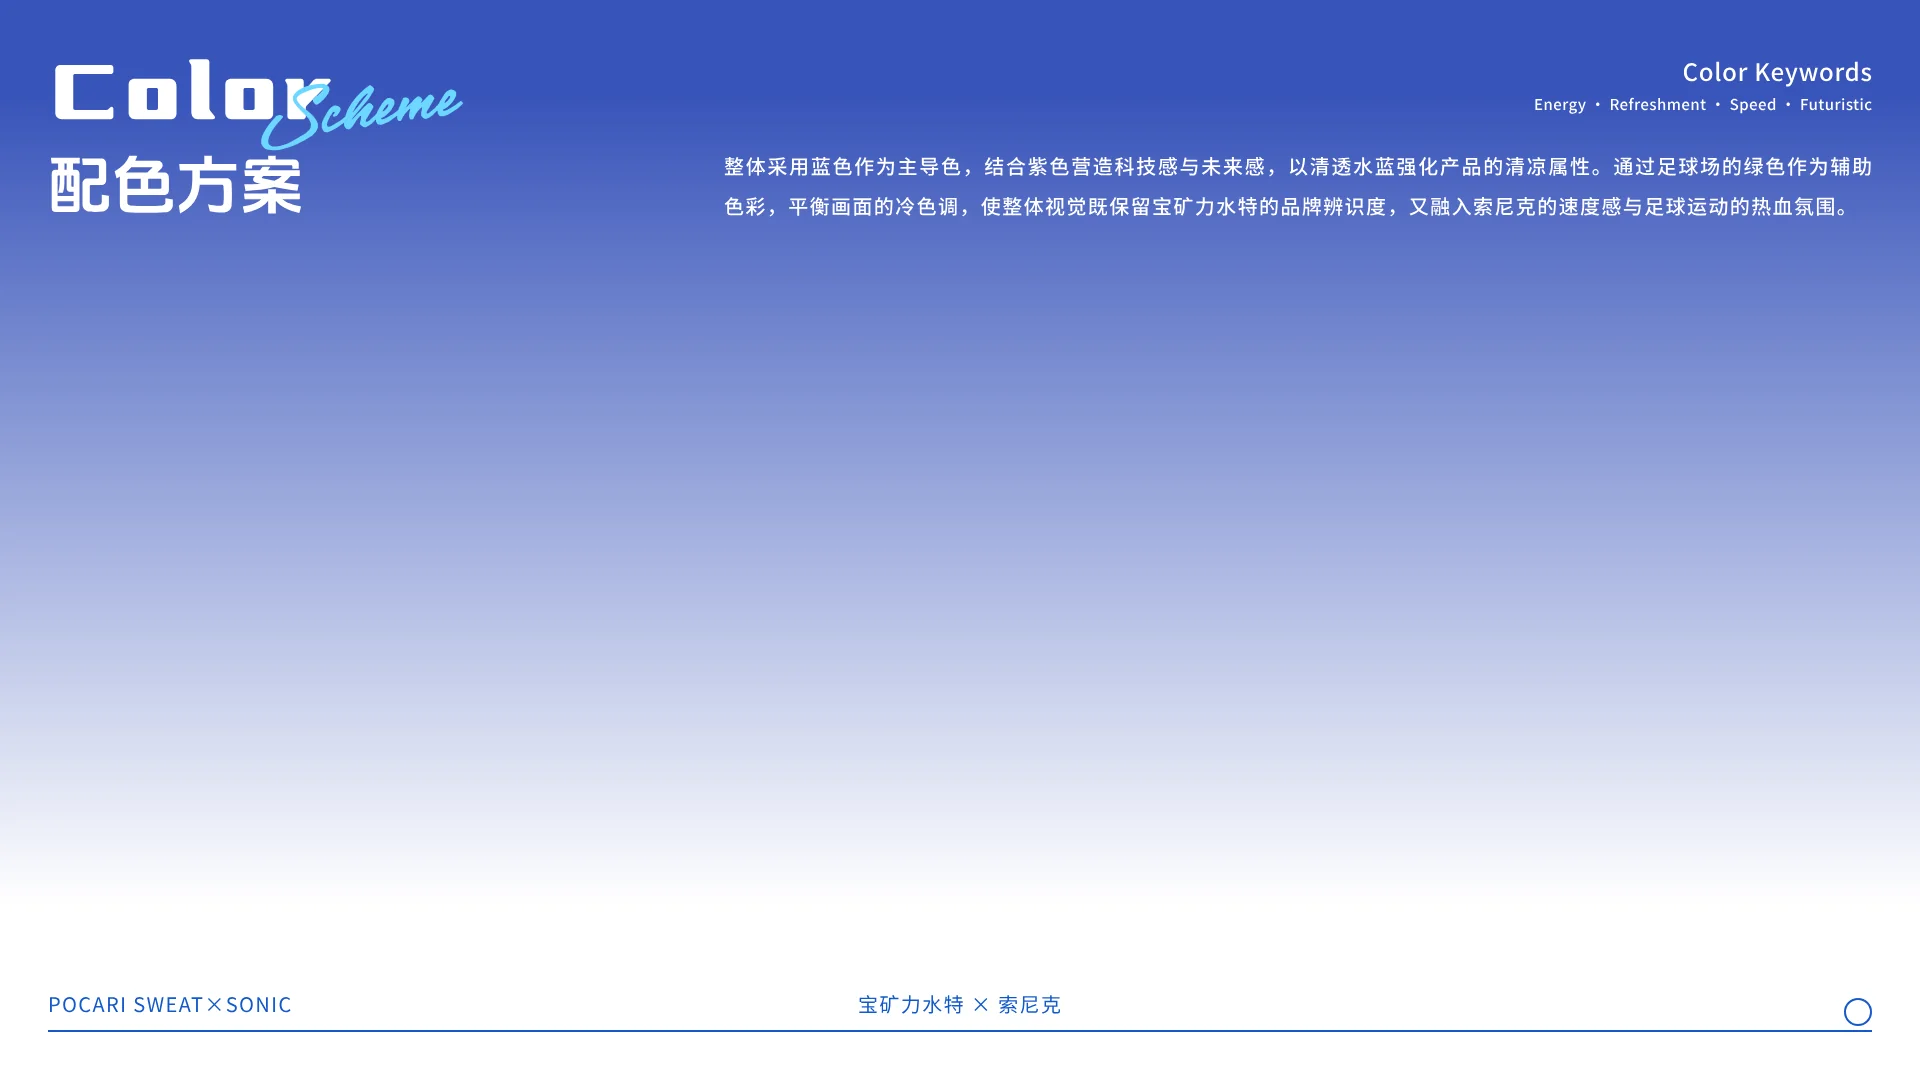 Color Scheme
配色方案
Color Keywords
Energy · Refreshment · Speed · Futuristic
整体采用蓝色作为主导色，结合紫色营造科技感与未来感，以清透水蓝强化产品的清凉属性。通过足球场的绿色作为辅助
色彩，平衡画面的冷色调，使整体视觉既保留宝矿力水特的品牌辨识度，又融入索尼克的速度感与足球运动的热血氛围。
POCARI SWEAT×SONIC
宝矿力水特 × 索尼克